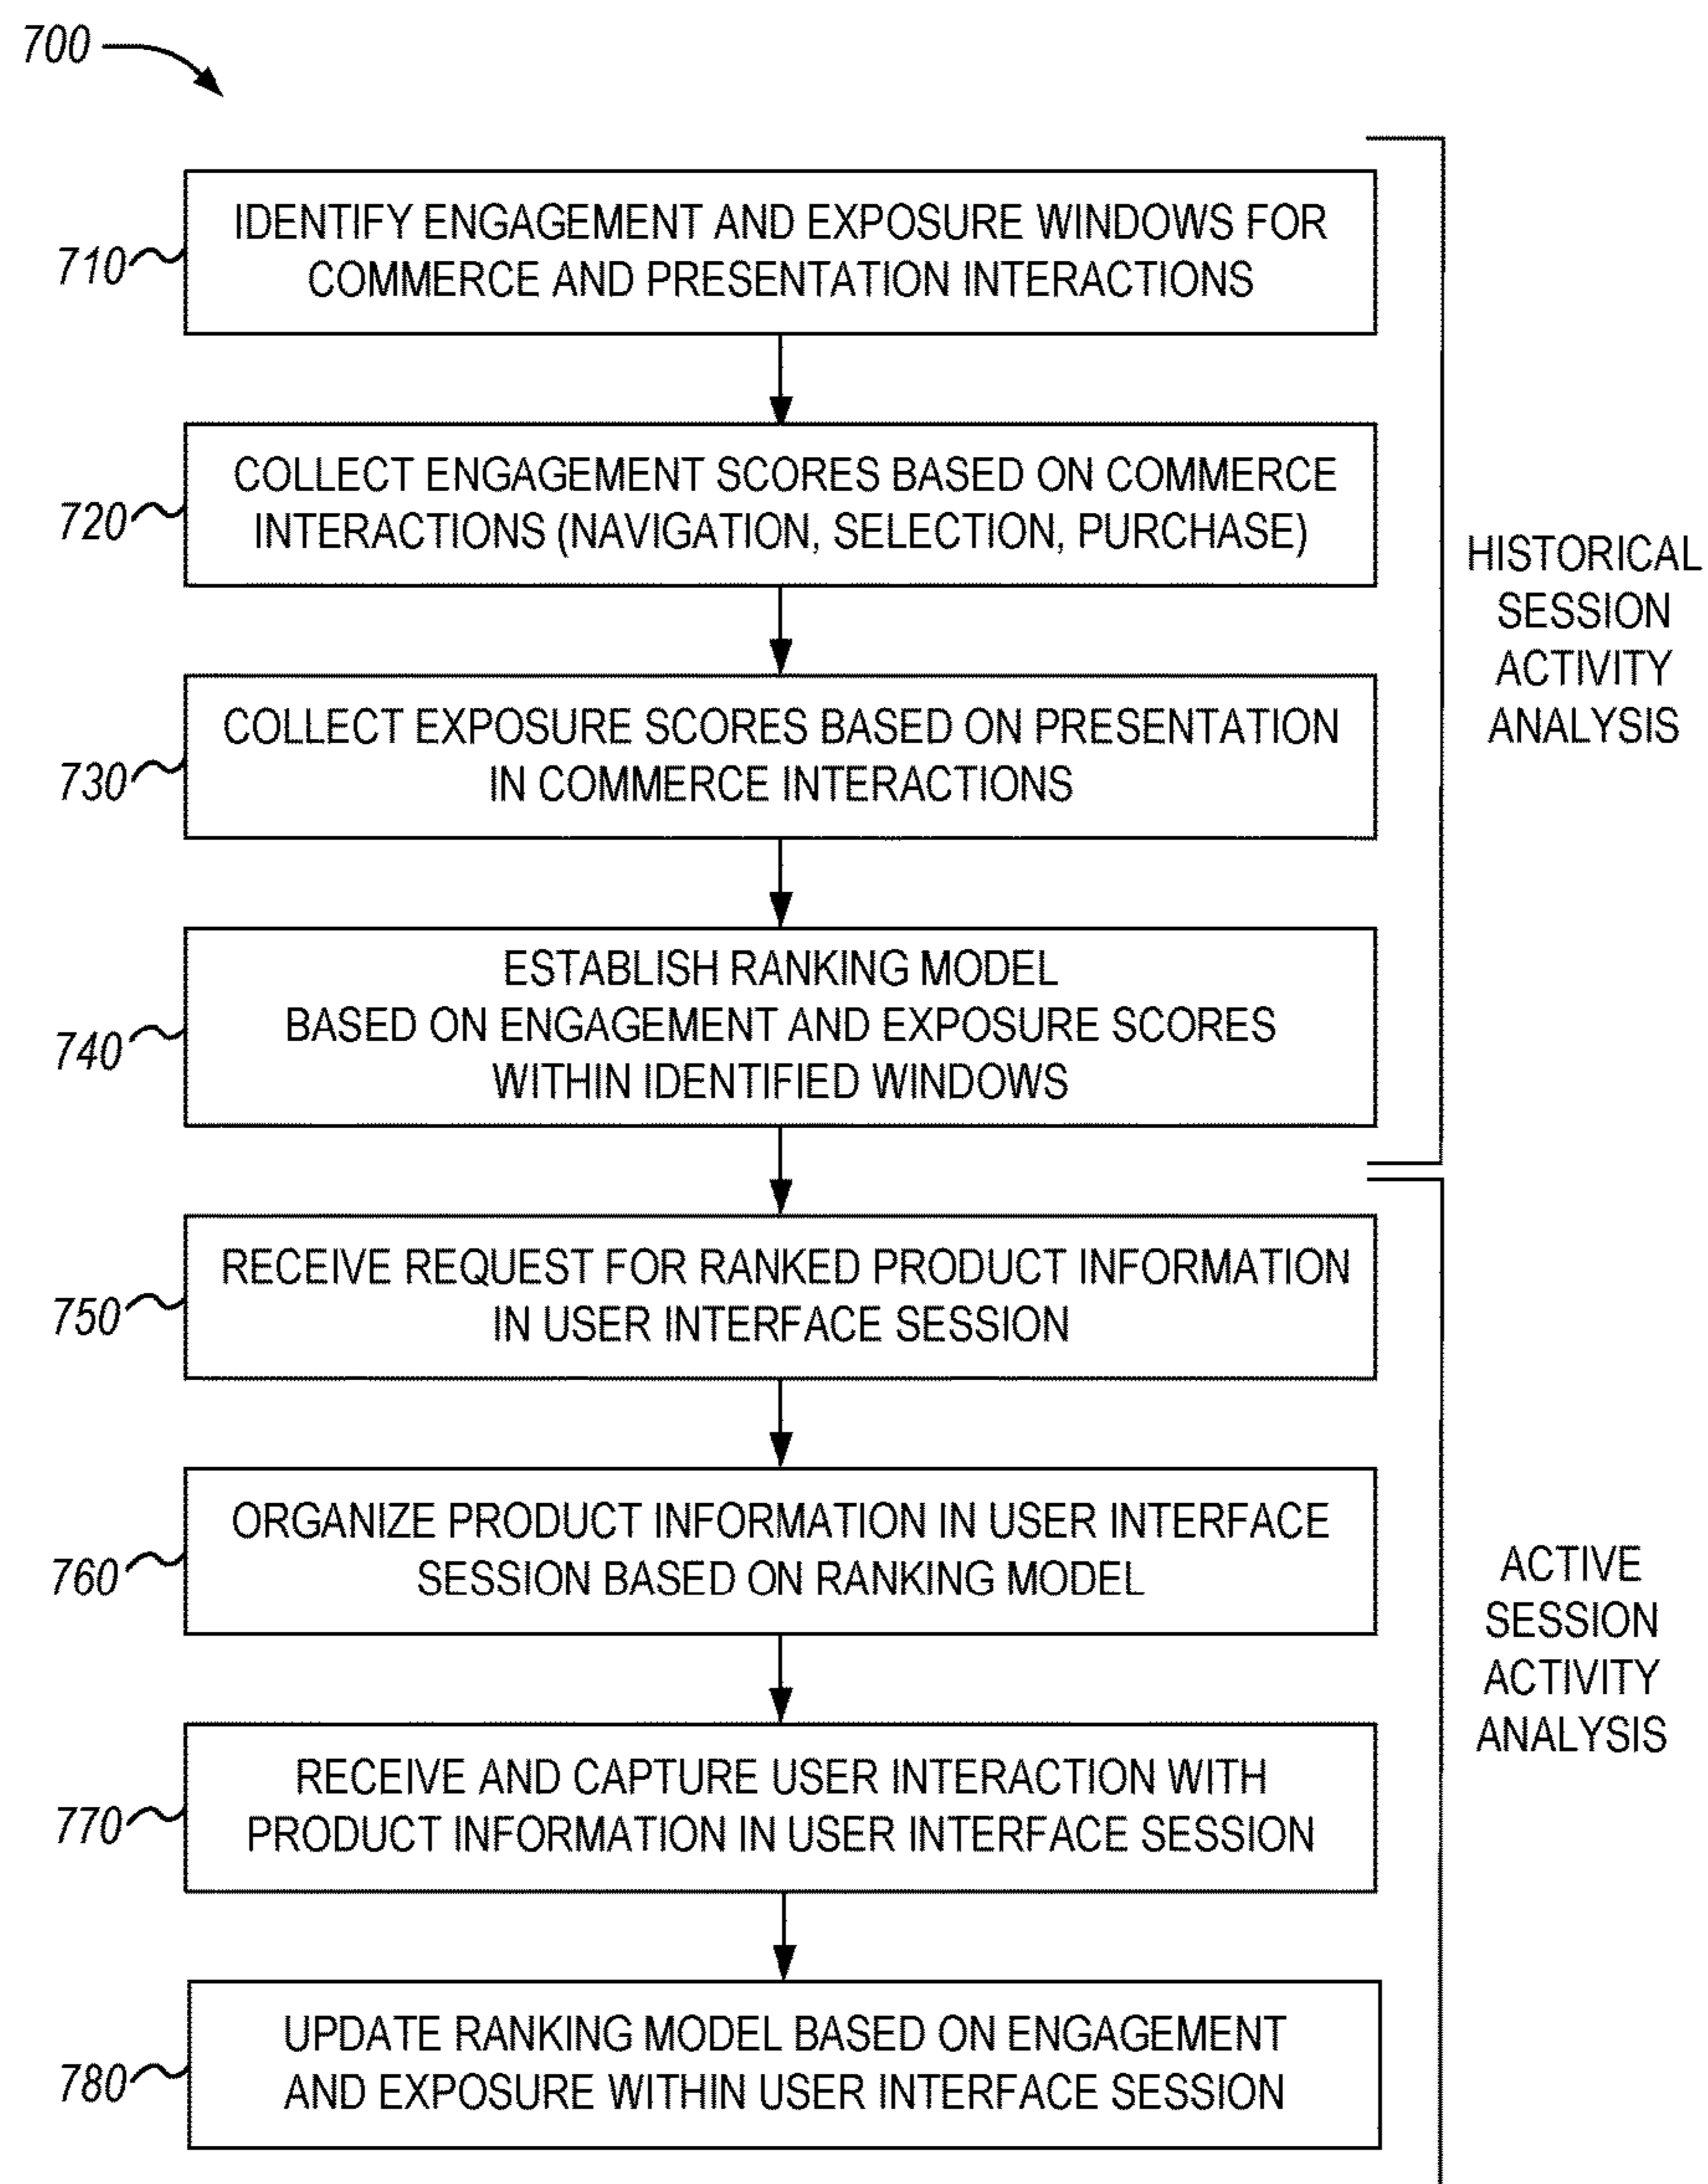 700
710
IDENTIFY ENGAGEMENT AND EXPOSURE WINDOWS FOR
COMMERCE AND PRESENTATION INTERACTIONS
720
COLLECT ENGAGEMENT SCORES BASED ON COMMERCE
INTERACTIONS (NAVIGATION, SELECTION, PURCHASE)
730
COLLECT EXPOSURE SCORES BASED ON PRESENTATION
IN COMMERCE INTERACTIONS
740
ESTABLISH RANKING MODEL
BASED ON ENGAGEMENT AND EXPOSURE SCORES
WITHIN IDENTIFIED WINDOWS
HISTORICAL
SESSION
ACTIVITY
ANALYSIS
750
RECEIVE REQUEST FOR RANKED PRODUCT INFORMATION
IN USER INTERFACE SESSION
760
ORGANIZE PRODUCT INFORMATION IN USER INTERFACE
SESSION BASED ON RANKING MODEL
770
RECEIVE AND CAPTURE USER INTERACTION WITH
PRODUCT INFORMATION IN USER INTERFACE SESSION
780
UPDATE RANKING MODEL BASED ON ENGAGEMENT
AND EXPOSURE WITHIN USER INTERFACE SESSION
ACTIVE
SESSION
ACTIVITY
ANALYSIS